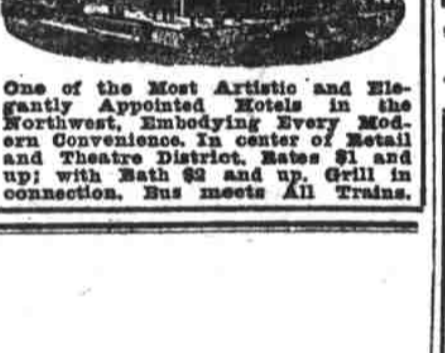 One of the Most Artistic and Ele-
gantly Appointed Hotels in the
Northwest, Embodying Every Mod-
ern Convenience. In center of Retail
and Theatre District. Rates $1 and
up; with Bath $2 and up. Grill in
connection. Bus meets All Trains.